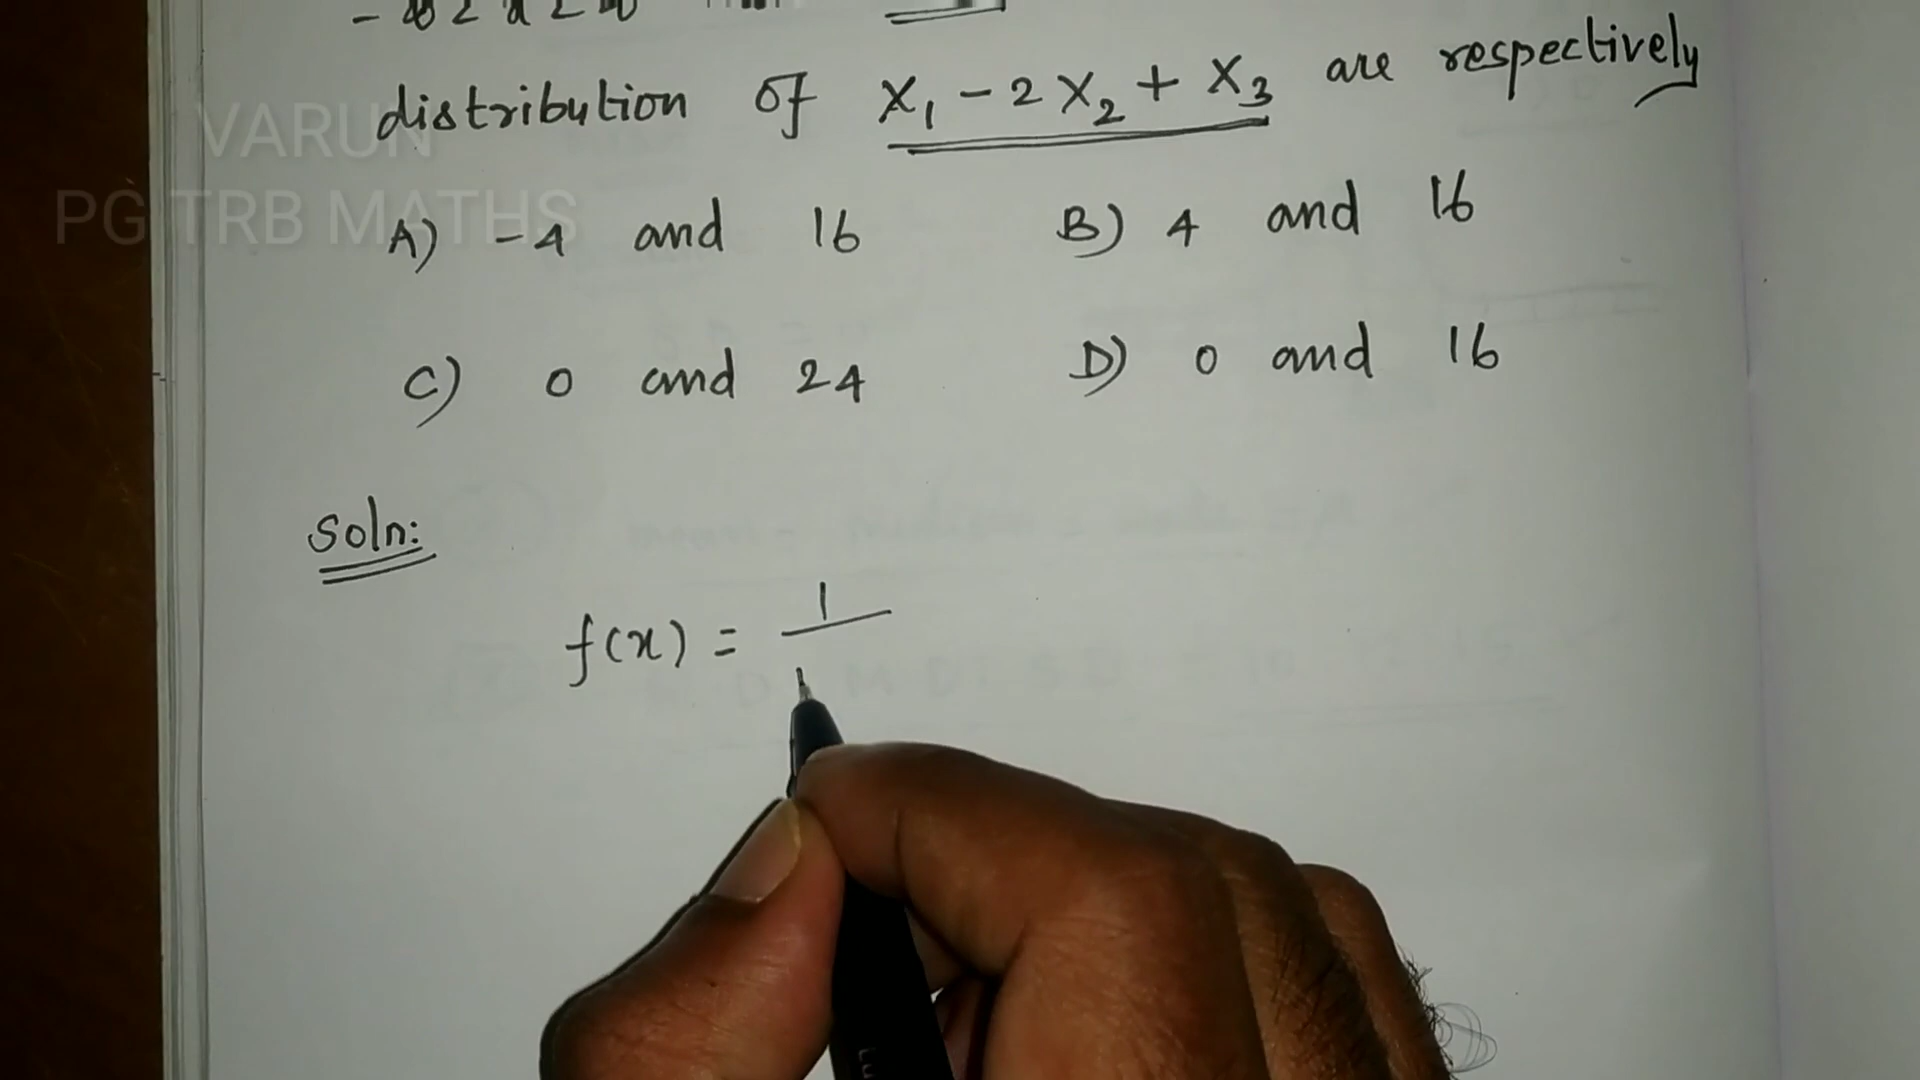 - ∞ < x < ∞
distribution of X₁ - 2X₂ + X₃ are respectively
VARUN
PG TRB MATHS
A) -4 and 16 B) 4 and 16
C) 0 and 24 D) 0 and 16
Soln:
f(x) = 1/